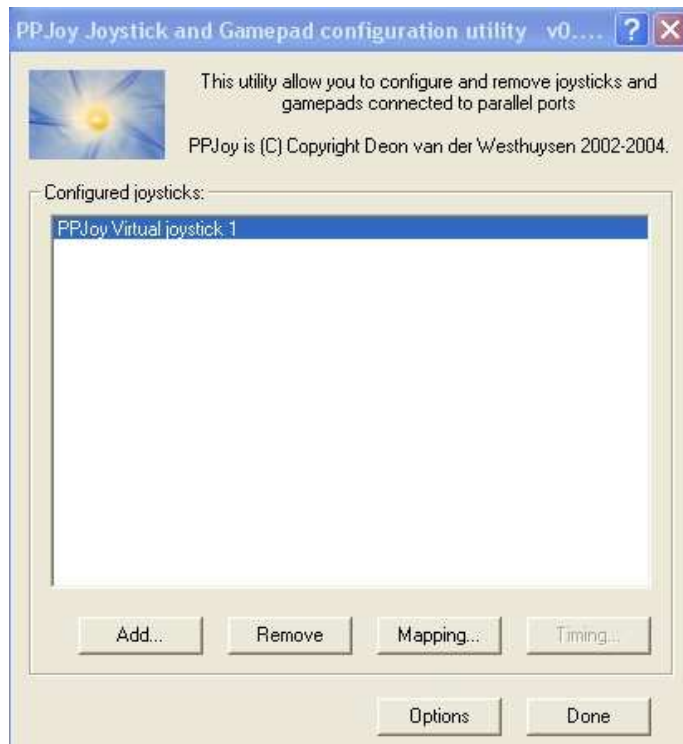 PPJoy Joystick and Gamepad configuration utility v0....
This utility allow you to configure and remove joysticks and
gamepads connected to parallel ports
PPJoy is (C) Copyright Deon van der Westhuysen 2002-2004.
Configured joysticks:
PPJoy Virtual joystick 1
Add... Remove Mapping... Timing...
Options Done